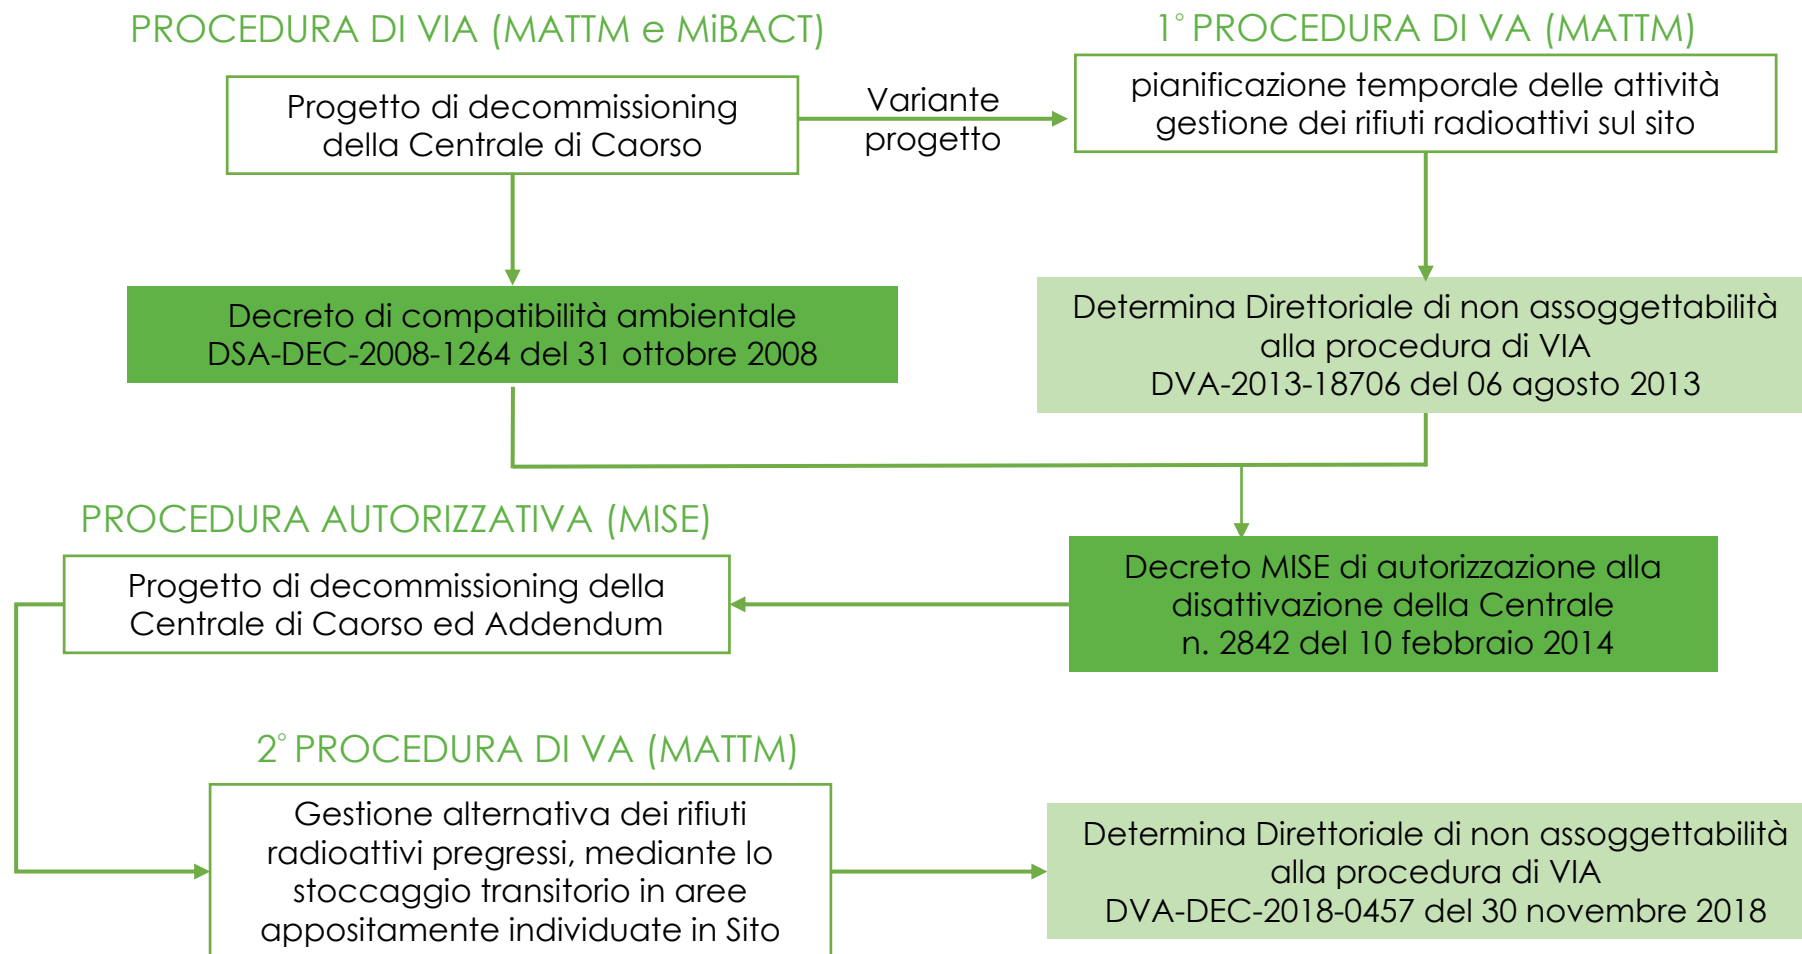 PROCEDURA DI VIA (MATTM e MiBACT)
1° PROCEDURA DI VA (MATTM)
Progetto di decommissioning
della Centrale di Caorso
Variante
progetto
pianificazione temporale delle attività
gestione dei rifiuti radioattivi sul sito
Decreto di compatibilità ambientale
DSA-DEC-2008-1264 del 31 ottobre 2008
Determina Direttoriale di non assoggettabilità
alla procedura di VIA
DVA-2013-18706 del 06 agosto 2013
PROCEDURA AUTORIZZATIVA (MISE)
Progetto di decommissioning della
Centrale di Caorso ed Addendum
Decreto MISE di autorizzazione alla
disattivazione della Centrale
n. 2842 del 10 febbraio 2014
2° PROCEDURA DI VA (MATTM)
Gestione alternativa dei rifiuti
radioattivi pregressi, mediante lo
stoccaggio transitorio in aree
appositamente individuate in Sito
Determina Direttoriale di non assoggettabilità
alla procedura di VIA
DVA-DEC-2018-0457 del 30 novembre 2018